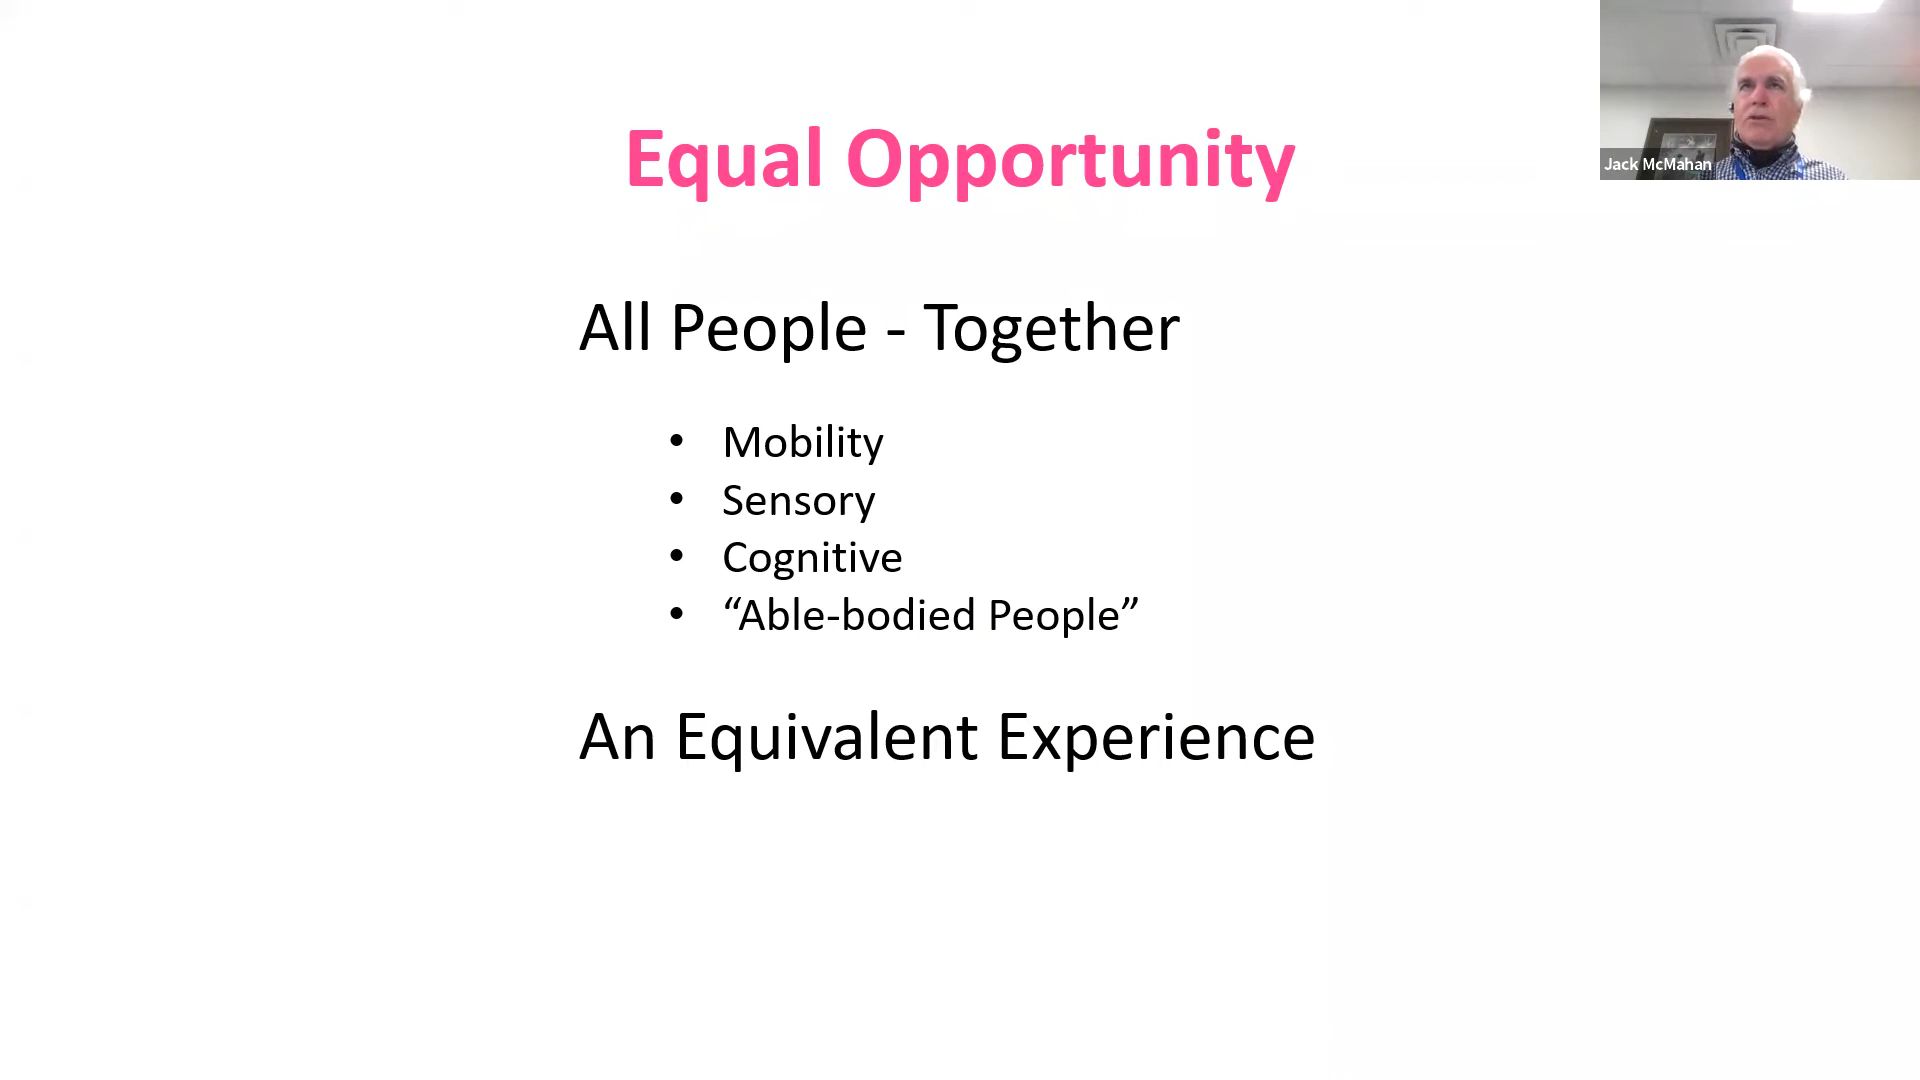 Equal Opportunity
Jack McMahan
All People - Together
• Mobility
• Sensory
• Cognitive
• “Able-bodied People”
An Equivalent Experience